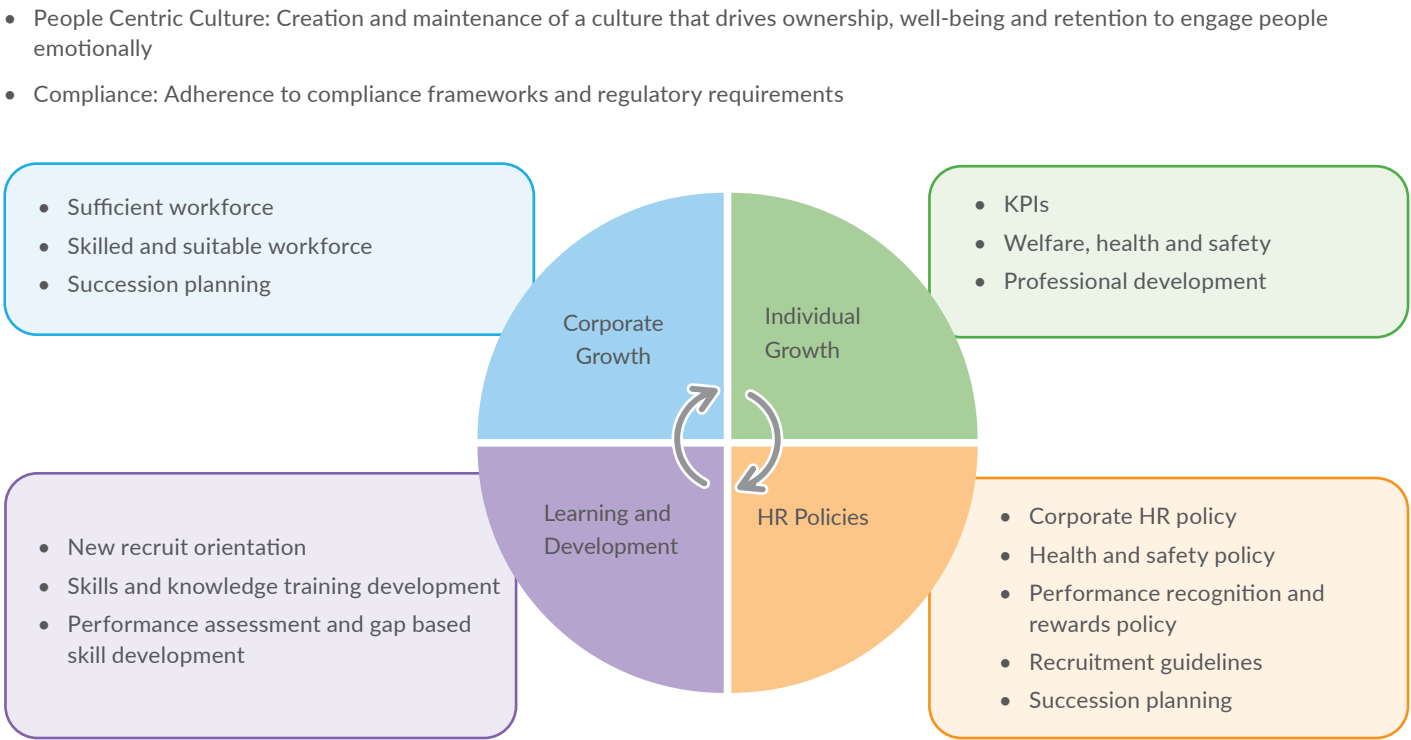 • People Centric Culture: Creation and maintenance of a culture that drives ownership, well-being and retention to engage people
emotionally
• Compliance: Adherence to compliance frameworks and regulatory requirements
• Sufficient workforce
• Skilled and suitable workforce
• Succession planning
• KPIs
• Welfare, health and safety
• Professional development
Corporate
Growth
Individual
Growth
Learning and
Development
HR Policies
• New recruit orientation
• Skills and knowledge training development
• Performance assessment and gap based
skill development
• Corporate HR policy
• Health and safety policy
• Performance recognition and
rewards policy
• Recruitment guidelines
• Succession planning